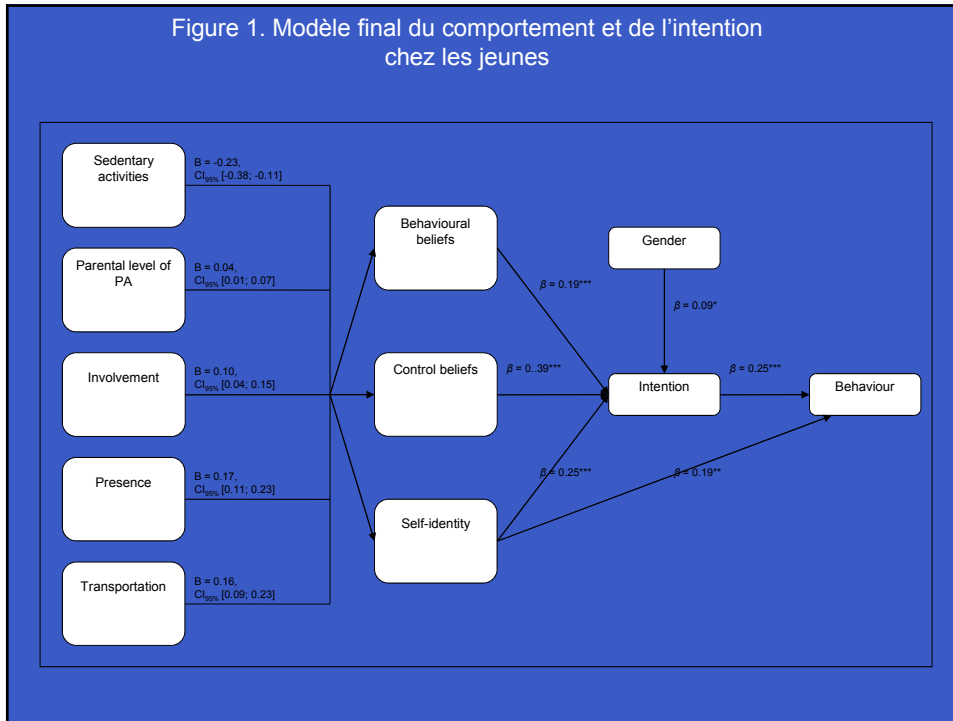 Figure 1. Modèle final du comportement et de l'intention
chez les jeunes
Sedentary
activities
B = -0.23,
CI95% [-0.38; -0.11]
Parental level of
PA
B = 0.04,
CI95% [0.01; 0.07]
Involvement
B = 0.10,
CI95% [0.04; 0.15]
Presence
B = 0.17,
CI95% [0.11; 0.23]
Transportation
B = 0.16,
CI95% [0.09; 0.23]
Behavioural
beliefs
β = 0.19***
Control beliefs
β = 0..39***
Self-identity
β = 0.25***
β = 0.19**
Gender
β = 0.09*
Intention
β = 0.25***
Behaviour